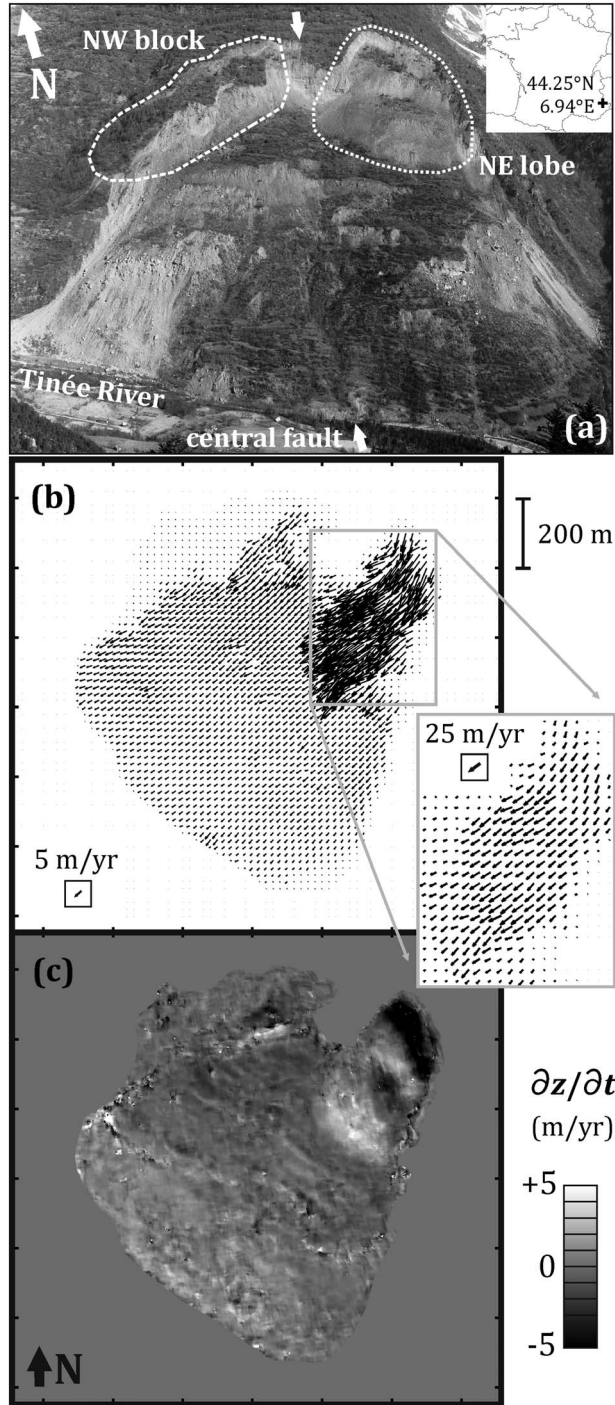 NW block
N
44.25°N
6.94°E
NE lobe
Tinée River
central fault
(a)
(b)
200 m
25 m/yr
5 m/yr
(c)
∂z/∂t
(m/yr)
+5
0
-5
N